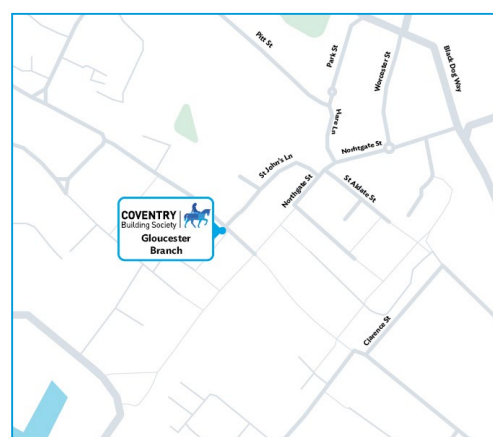 Pitt St
Park St
Worcester St
Black Dog Way
Hare Ln
Norhtgate St
St John's Ln
Northgate St
St Aldate St
COVENTRY
Building Society
Gloucester
Branch
Clarence St